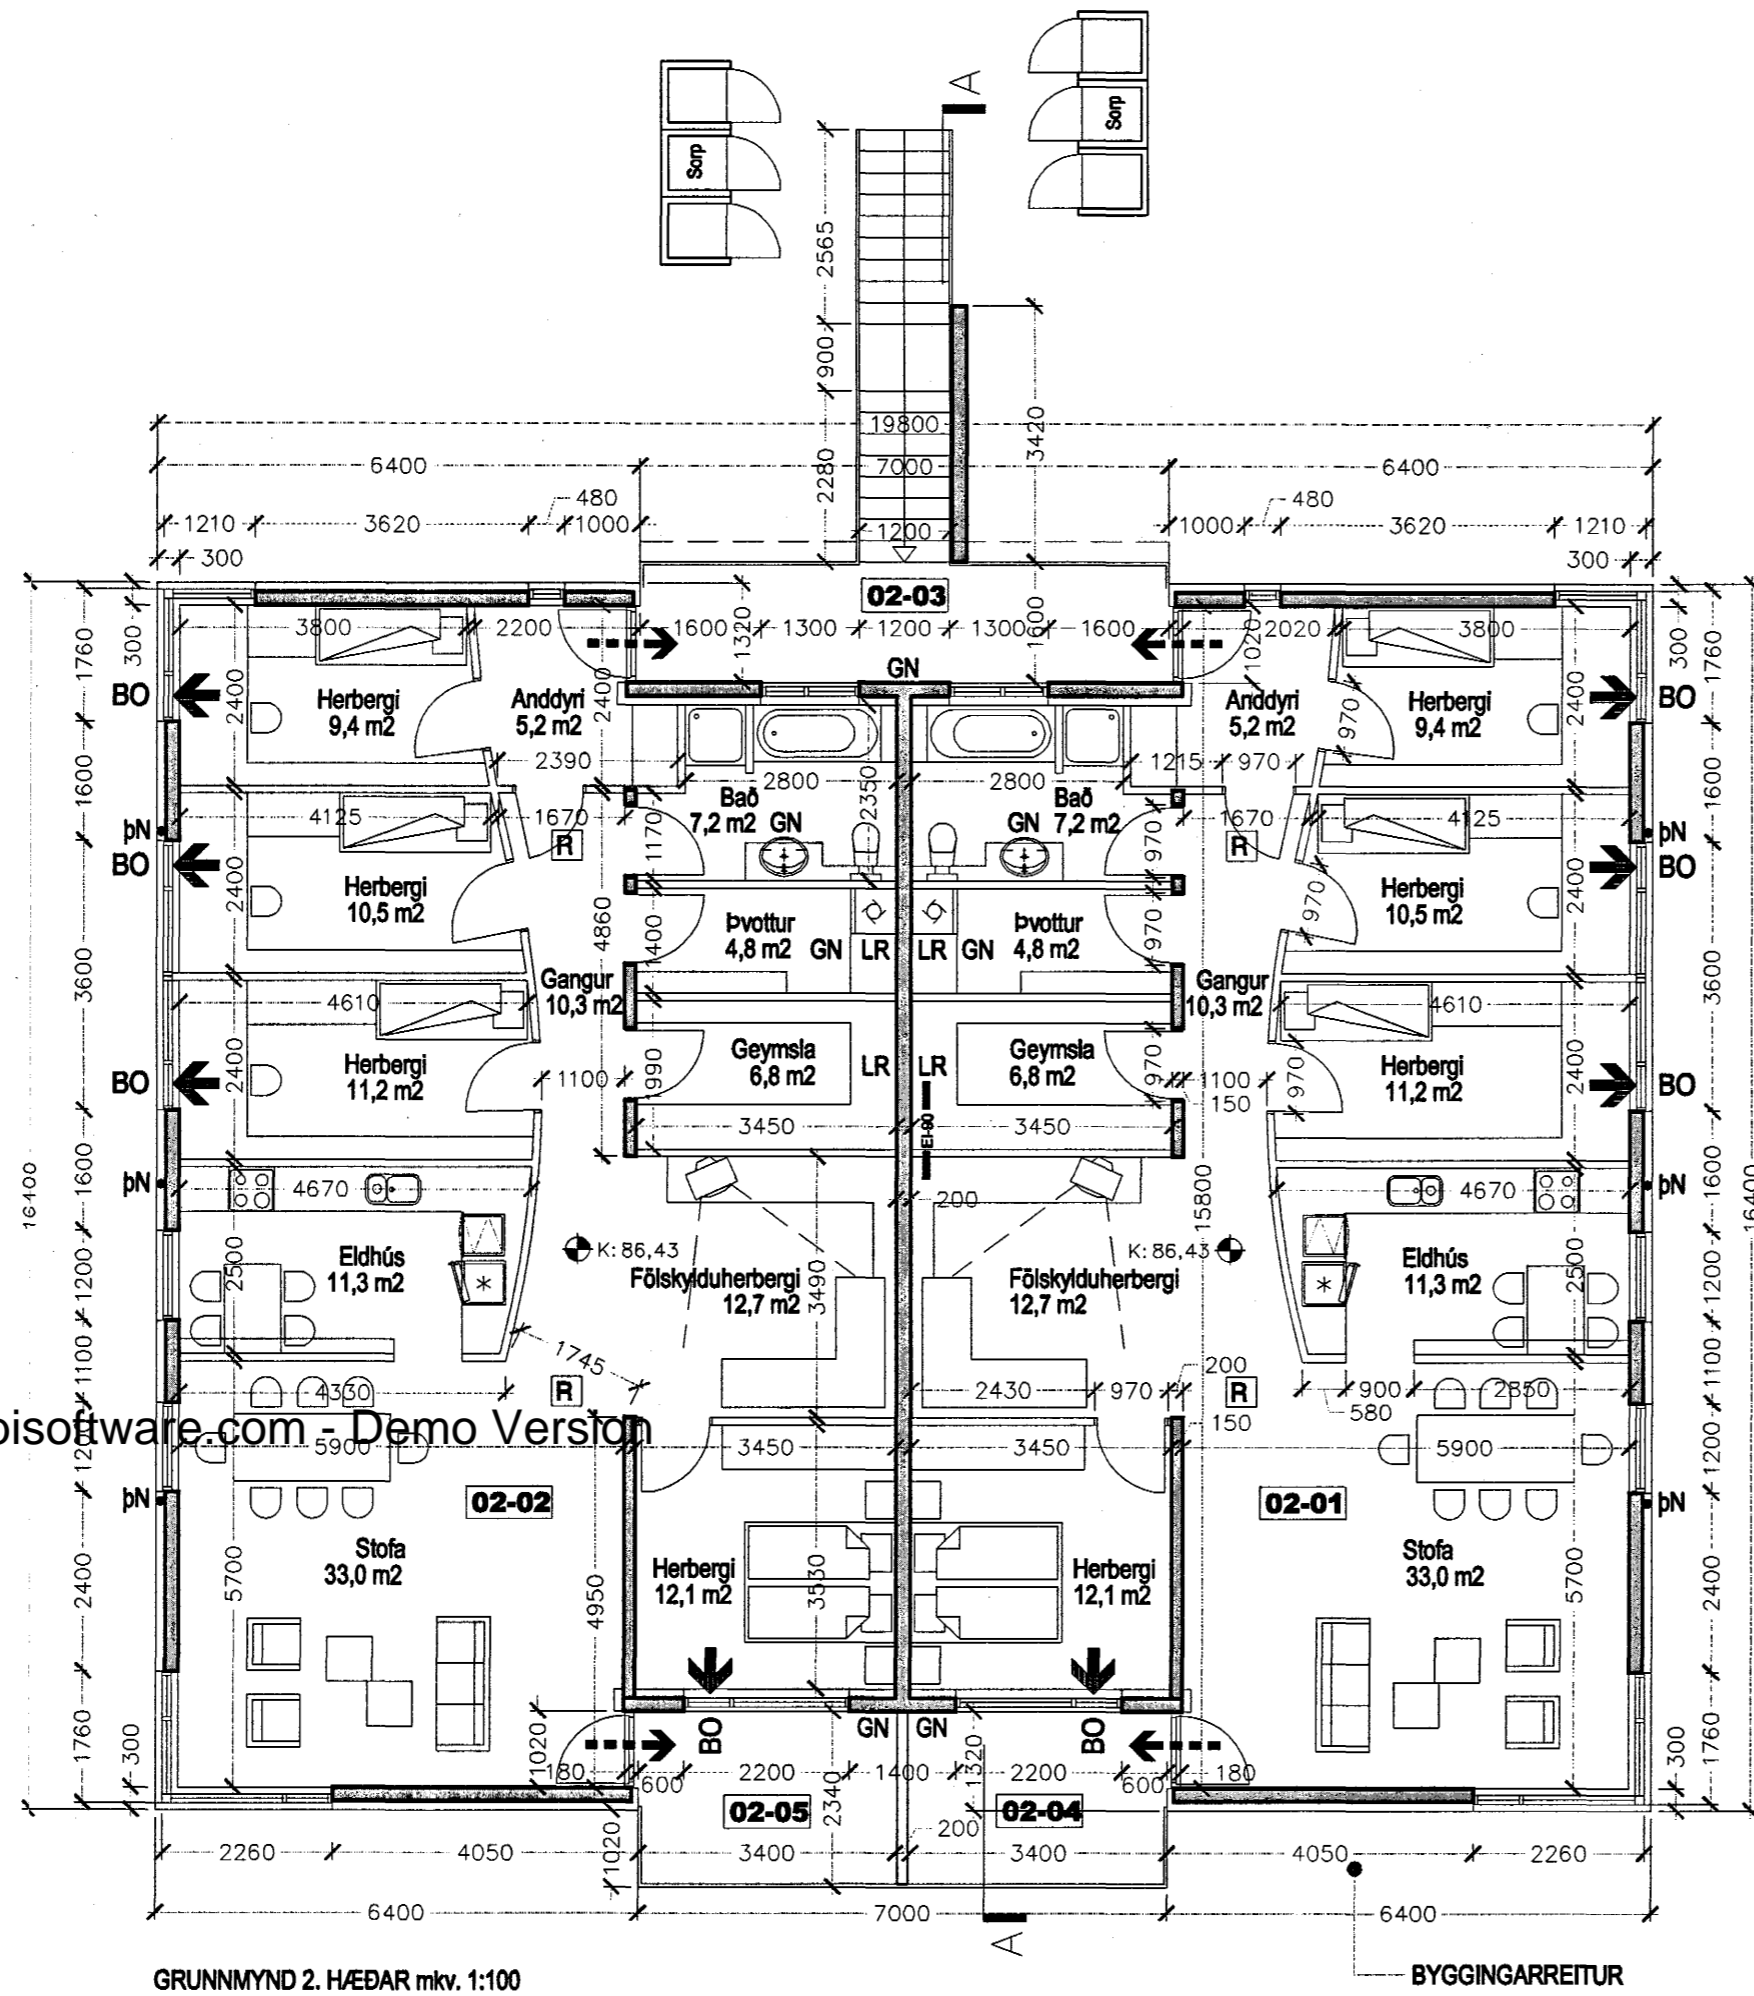 A
Sorp
Sorp
2565
900
2280
3420
19800
6400 7000 6400
480 480
1210 3620 1000 1200 1000 3620 1210
300 300
02-03
3800 2200 1600 1300 1200 1300 1600 2020 3800
1320 1600 1020
1760 300 2400 2400 2400 300 1760
GN
BO BO
Herbergi
9,4 m2
Anddyri
5,2 m2
Anddyri
5,2 m2
Herbergi
9,4 m2
970
2390 2800 2350 2800 1215 970
1600 1600
Bað
7,2 m2 GN
Bað
GN 7,2 m2
4125 1670 1670 4125
þN þN
R R
1170 970
BO BO
2400 2400
Herbergi
10,5 m2
Herbergi
10,5 m2
970
4860 1400 970
Þvottur
4,8 m2 GN LR LR GN
Þvottur
4,8 m2
3600 3600
Gangur
10,3 m2
Gangur
10,3 m2
4610 4610
Herbergi
11,2 m2
Geymsla
6,8 m2 LR LR
Geymsla
6,8 m2
Herbergi
11,2 m2
BO BO
2400 1100 990 970 1100 970 2400
150
3450 EI-90 3450
16400 1600 15800 1600 16400
þN þN
4670 200 4670
K: 86,43 K: 86,43
Eldhús
11,3 m2
Fölskylduherbergi
12,7 m2
Fölskylduherbergi
12,7 m2
Eldhús
11,3 m2
1200 2500 3490 2500 1200
1745
1100 200 1100
4330 R 2430 970 R 900 2850
580
150
oisoftware.com - Demo Version
1200 5900 3450 3450 5900 1200
þN þN
02-02 02-01
Stofa
33,0 m2
Herbergi
12,1 m2
Herbergi
12,1 m2
Stofa
33,0 m2
2400 5700 4950 3530 5700 2400
BO GN GN BO
1760 300 1020 1320 300 1760
180 600 2200 1400 2200 600 180
2340
02-05 02-04
1020 200
2260 4050 3400 3400 4050 2260
6400 7000 6400
A
GRUNNMYND 2. HÆÐAR mkv. 1:100
BYGGINGARREITUR